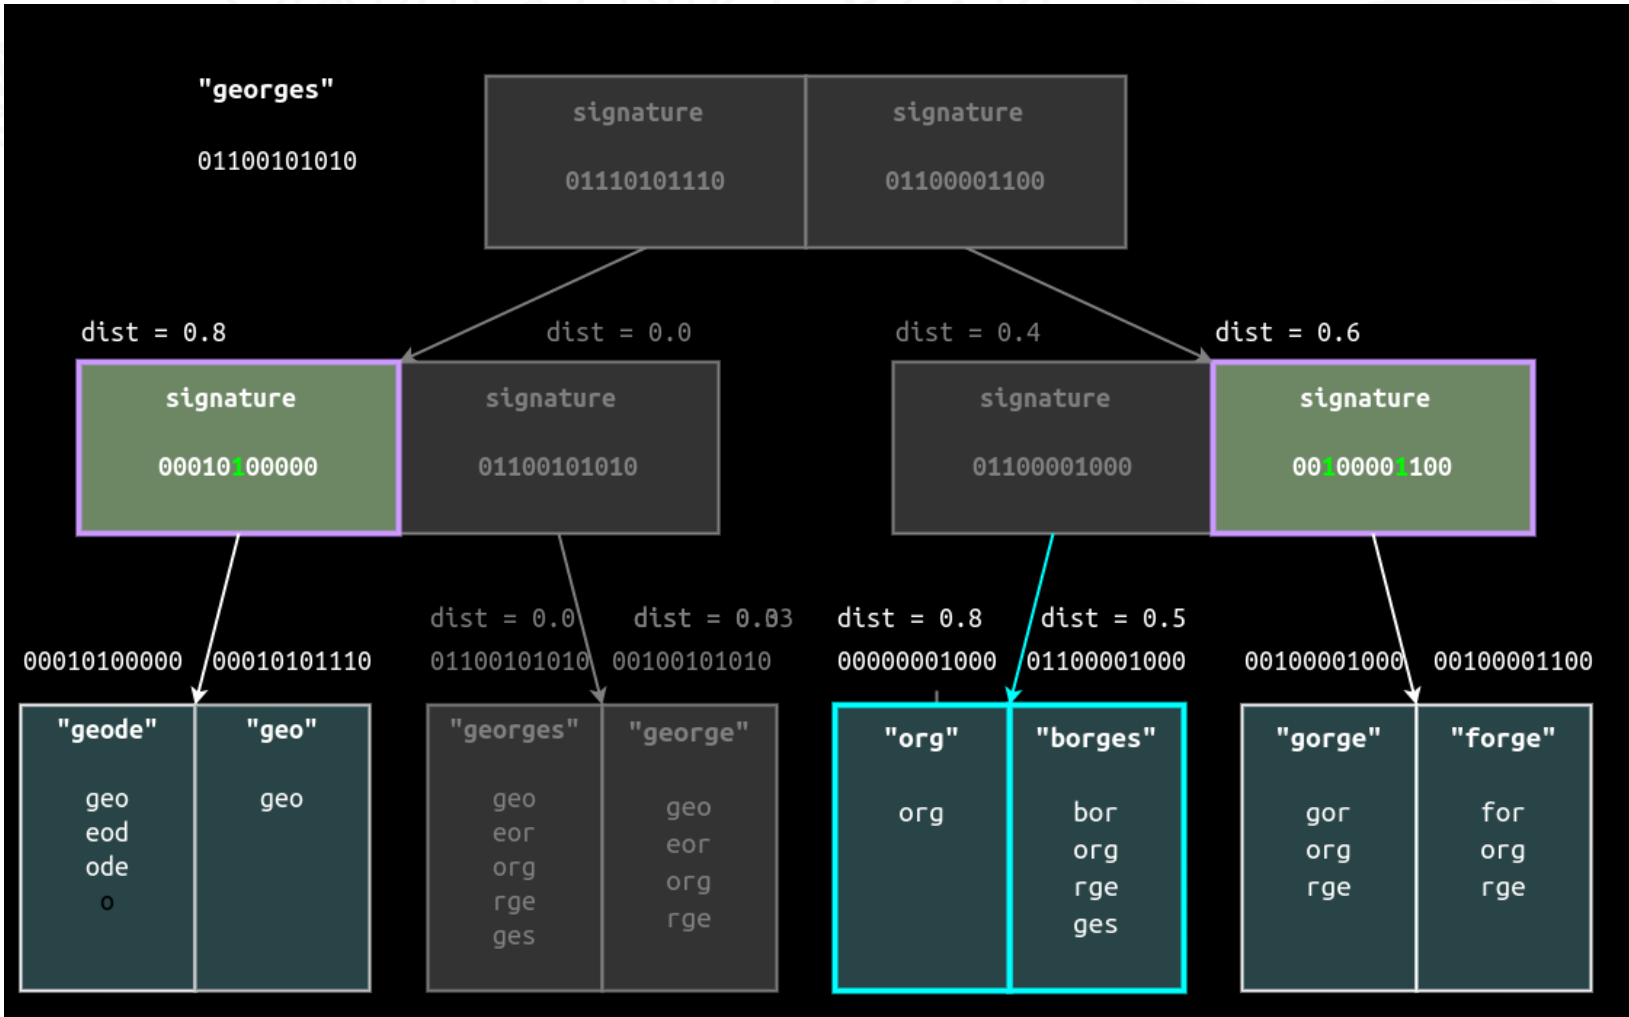 "georges"
01100101010
signature
01110101110
signature
01100001100
dist = 0.8
dist = 0.0
dist = 0.4
dist = 0.6
signature
00010100000
signature
01100101010
signature
01100001000
signature
00100001100
dist = 0.0
dist =
dist = 0.8
dist = 0.5
00010100000
00010101110
01100101010
00100101010
00000001000
01100001000
00100001000
00100001100
"geode"
geo
eod
ode
o
"geo"
geo
"georges"
geo
eor
org
rge
ges
"george"
geo
eor
org
rge
"org"
org
"borges"
bor
org
rge
ges
"gorge"
gor
org
rge
"forge"
for
org
rge